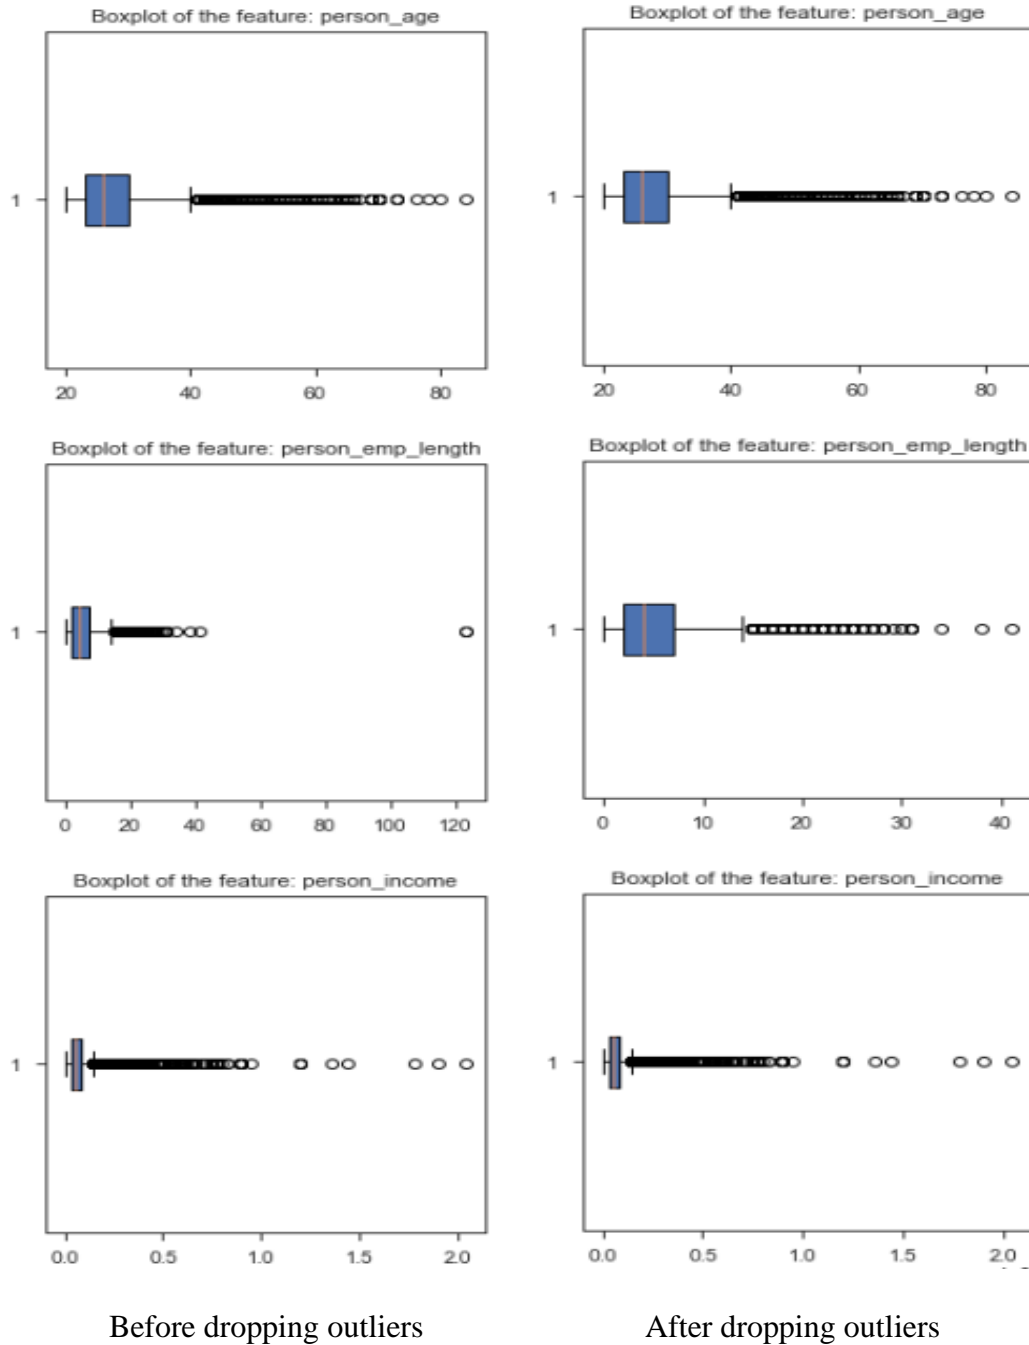 Boxplot of the feature: person_age
Boxplot of the feature: person_age
1
1
20 40 60 80
20 40 60 80
Boxplot of the feature: person_emp_length
Boxplot of the feature: person_emp_length
1
1
0 20 40 60 80 100 120
0 10 20 30 40
Boxplot of the feature: person_income
Boxplot of the feature: person_income
1
1
0.0 0.5 1.0 1.5 2.0
0.0 0.5 1.0 1.5 2.0
Before dropping outliers
After dropping outliers